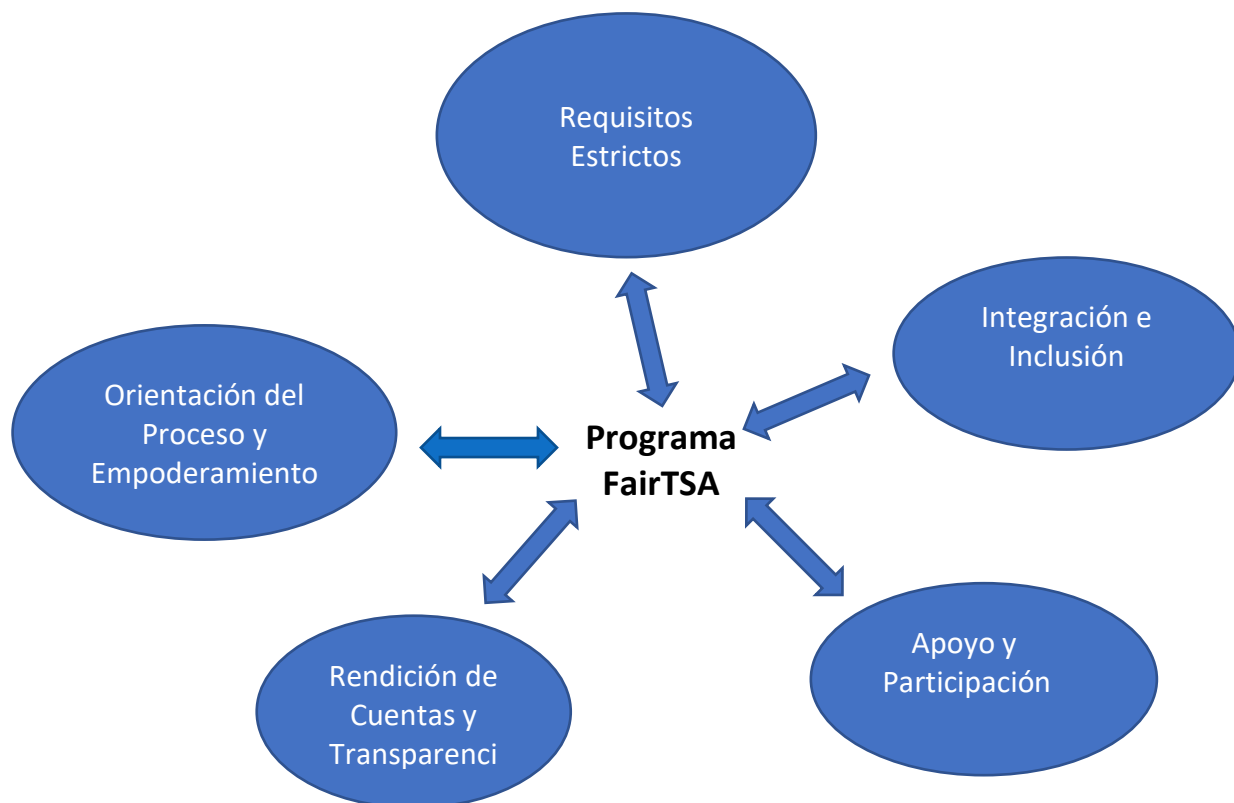 Requisitos
Estrictos
Integración e
Inclusión
Orientación del
Proceso y
Empoderamiento
Programa
FairTSA
Apoyo y
Participación
Rendición de
Cuentas y
Transparenci